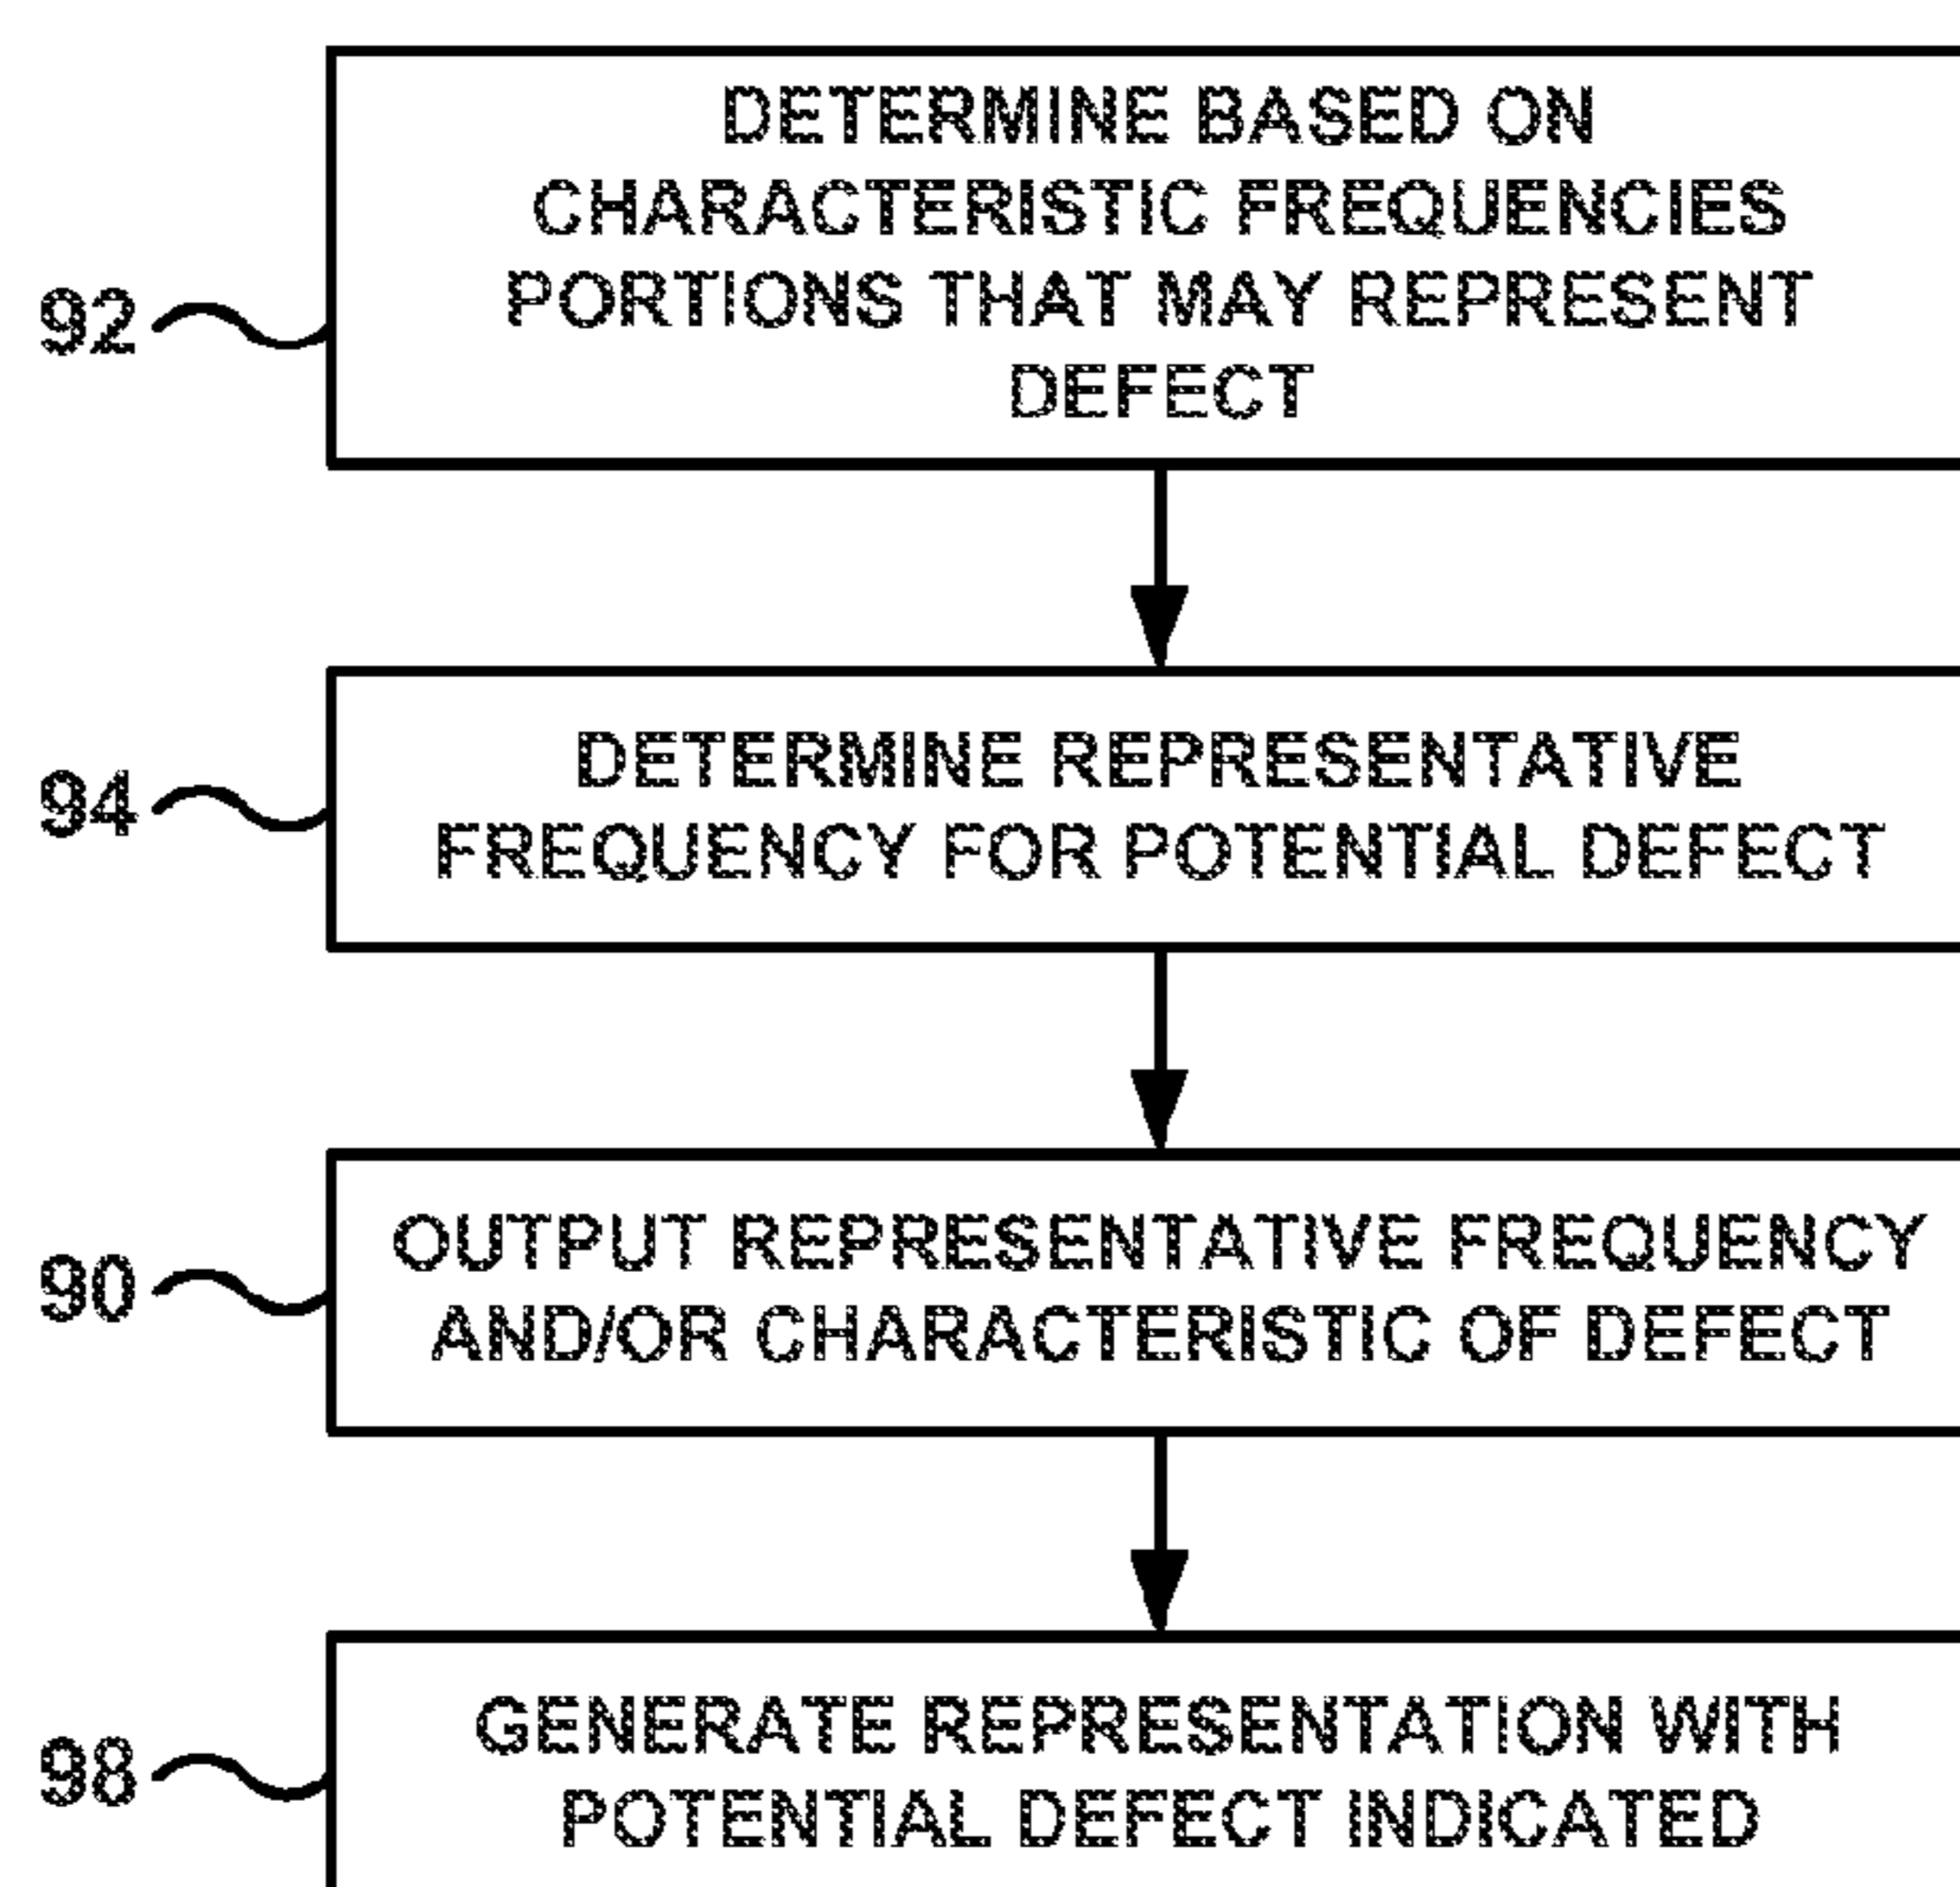 DETERMINE BASED ON
CHARACTERISTIC FREQUENCIES
PORTIONS THAT MAY REPRESENT
DEFECT
92
DETERMINE REPRESENTATIVE
FREQUENCY FOR POTENTIAL DEFECT
94
OUTPUT REPRESENTATIVE FREQUENCY
AND/OR CHARACTERISTIC OF DEFECT
90
GENERATE REPRESENTATION WITH
POTENTIAL DEFECT INDICATED
98